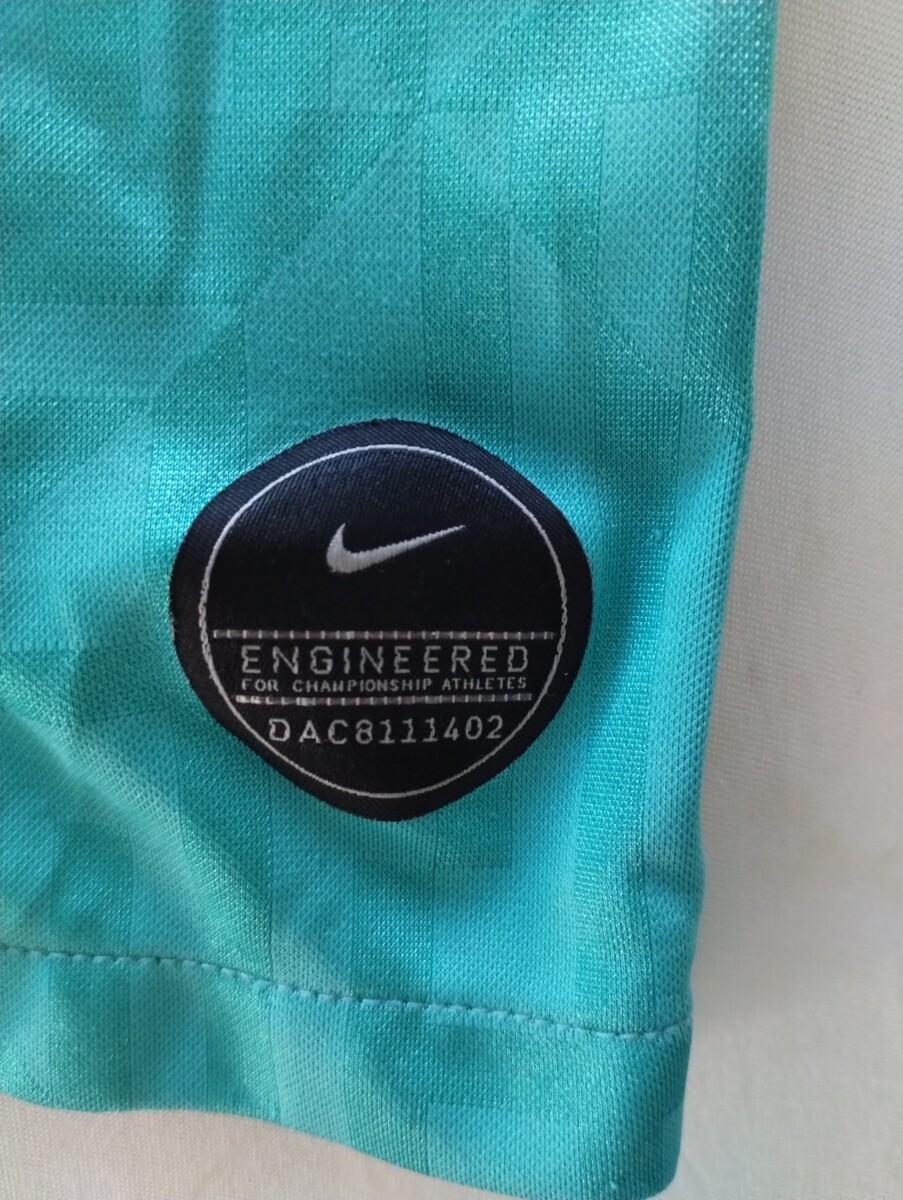 ENGINEERED
FOR CHAMPIONSHIP ATHLETES
DAC8111402